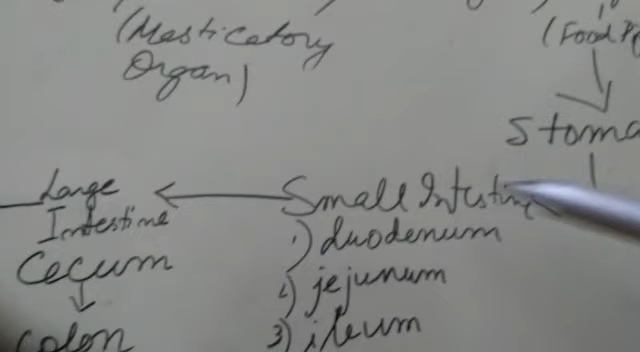 (Masticatory
Organ)
(Food P
Stoma
Large
Intestine
Small Intestine
1) duodenum
Cecum
2) jejunum
colon
3) ileum